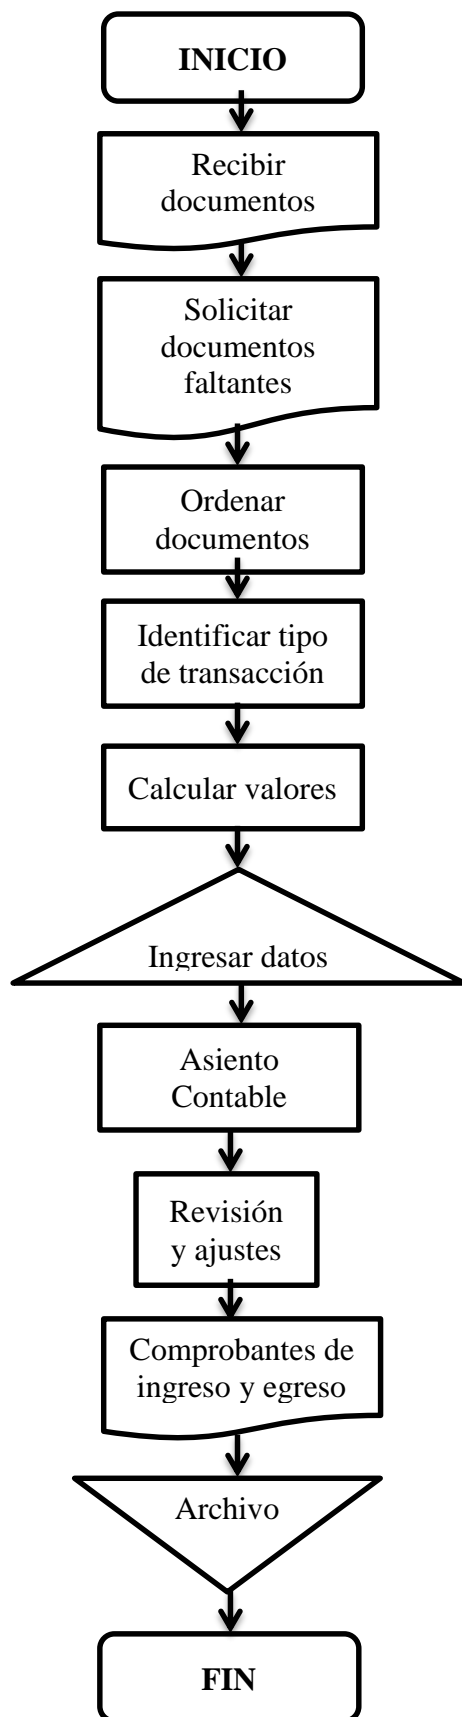 INICIO
Recibir
documentos
Solicitar
documentos
faltantes
Ordenar
documentos
Identificar tipo
de transacción
Calcular valores
Ingresar datos
Asiento
Contable
Revisión
y ajustes
Comprobantes de
ingreso y egreso
Archivo
FIN